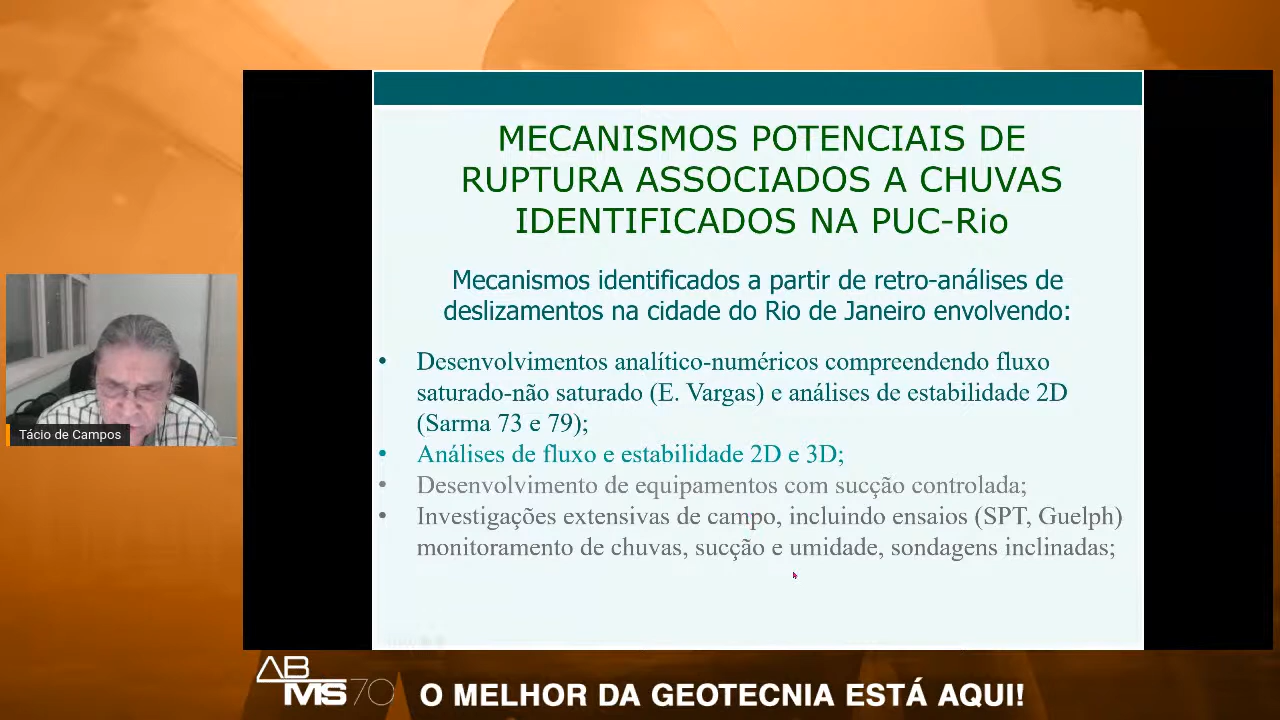 MECANISMOS POTENCIAIS DE
RUPTURA ASSOCIADOS A CHUVAS
IDENTIFICADOS NA PUC-Rio
Mecanismos identificados a partir de retro-análises de
deslizamentos na cidade do Rio de Janeiro envolvendo:
• Desenvolvimentos analítico-numéricos compreendendo fluxo
saturado-não saturado (E. Vargas) e análises de estabilidade 2D
(Sarma 73 e 79);
• Análises de fluxo e estabilidade 2D e 3D;
• Desenvolvimento de equipamentos com sucção controlada;
• Investigações extensivas de campo, incluindo ensaios (SPT, Guelph)
monitoramento de chuvas, sucção e umidade, sondagens inclinadas;
Tácio de Campos
ABMS70
O MELHOR DA GEOTECNIA ESTÁ AQUI!